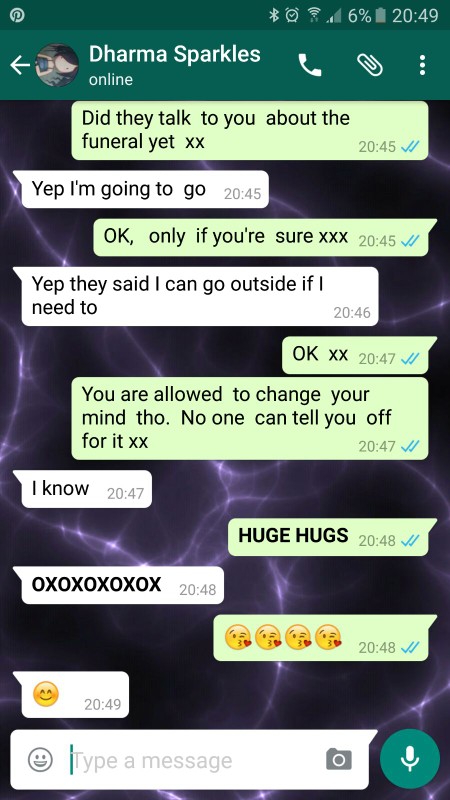 6% 20:49
Dharma Sparkles
online
Did they talk to you about the
funeral yet xx
20:45
Yep I'm going to go 20:45
OK, only if you're sure xxx 20:45
Yep they said I can go outside if I
need to
20:46
OK xx 20:47
You are allowed to change your
mind tho. No one can tell you off
for it xx
20:47
I know 20:47
HUGE HUGS 20:48
OXOXOXOXOX 20:48
😘😘😘😘 20:48
😊 20:49
Type a message